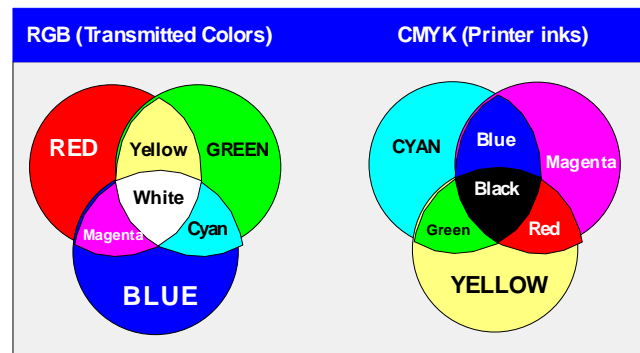 RGB (Transmitted Colors)
CMYK (Printer inks)
RED
Yellow
GREEN
White
Magenta
Cyan
BLUE
CYAN
Blue
Magenta
Black
Green
Red
YELLOW